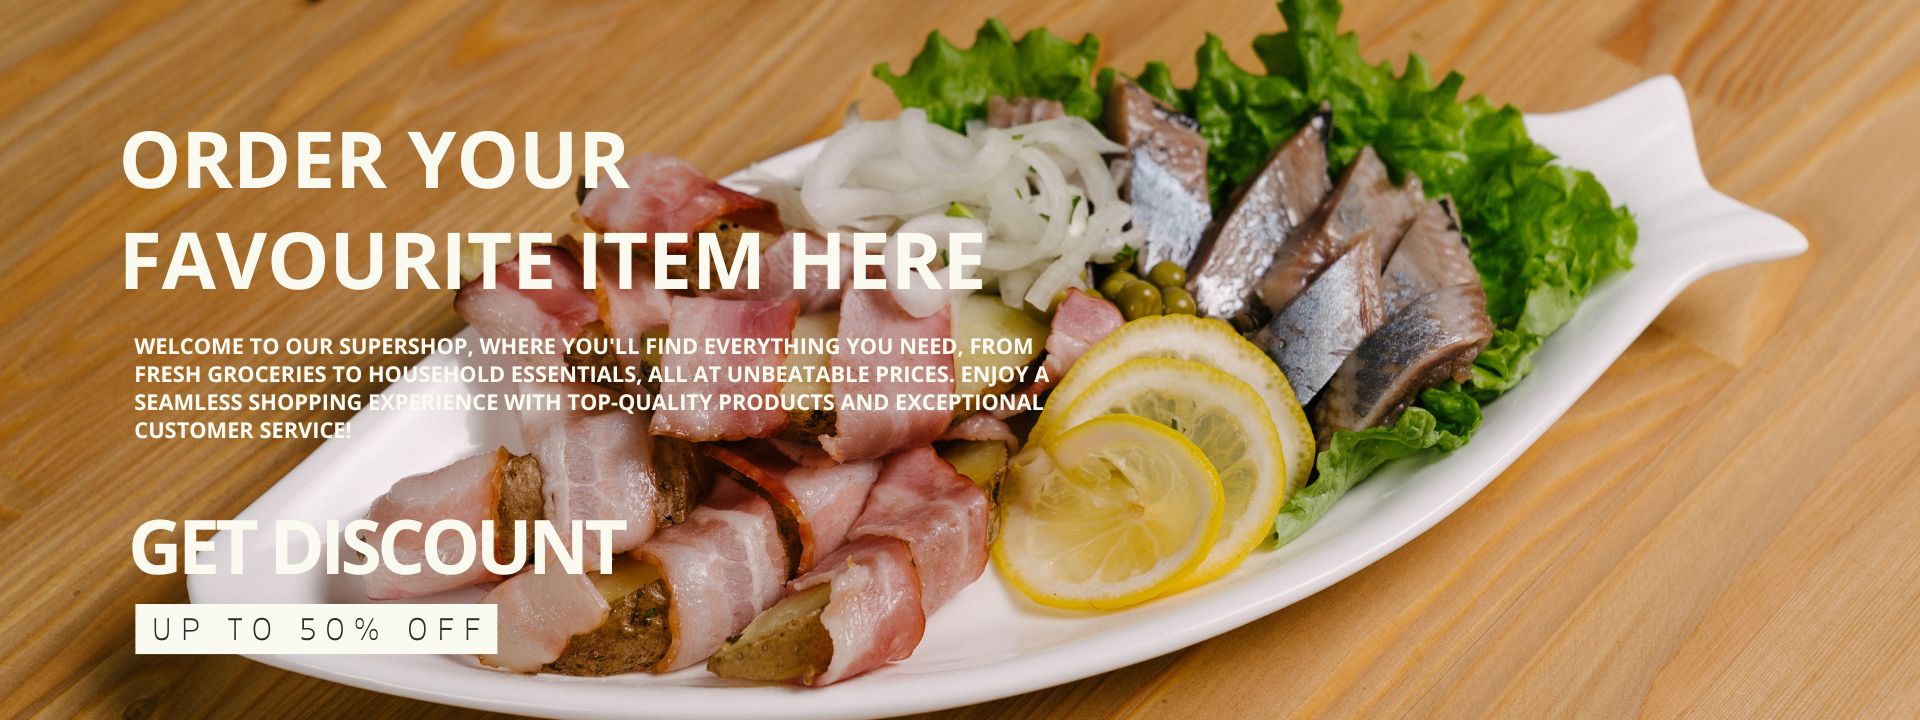 ORDER YOUR
FAVOURITE ITEM HERE
WELCOME TO OUR SUPERSHOP, WHERE YOU'LL FIND EVERYTHING YOU NEED, FROM
FRESH GROCERIES TO HOUSEHOLD ESSENTIALS, ALL AT UNBEATABLE PRICES. ENJOY A
SEAMLESS SHOPPING EXPERIENCE WITH TOP-QUALITY PRODUCTS AND EXCEPTIONAL
CUSTOMER SERVICE!
GET DISCOUNT
UP TO 50% OFF